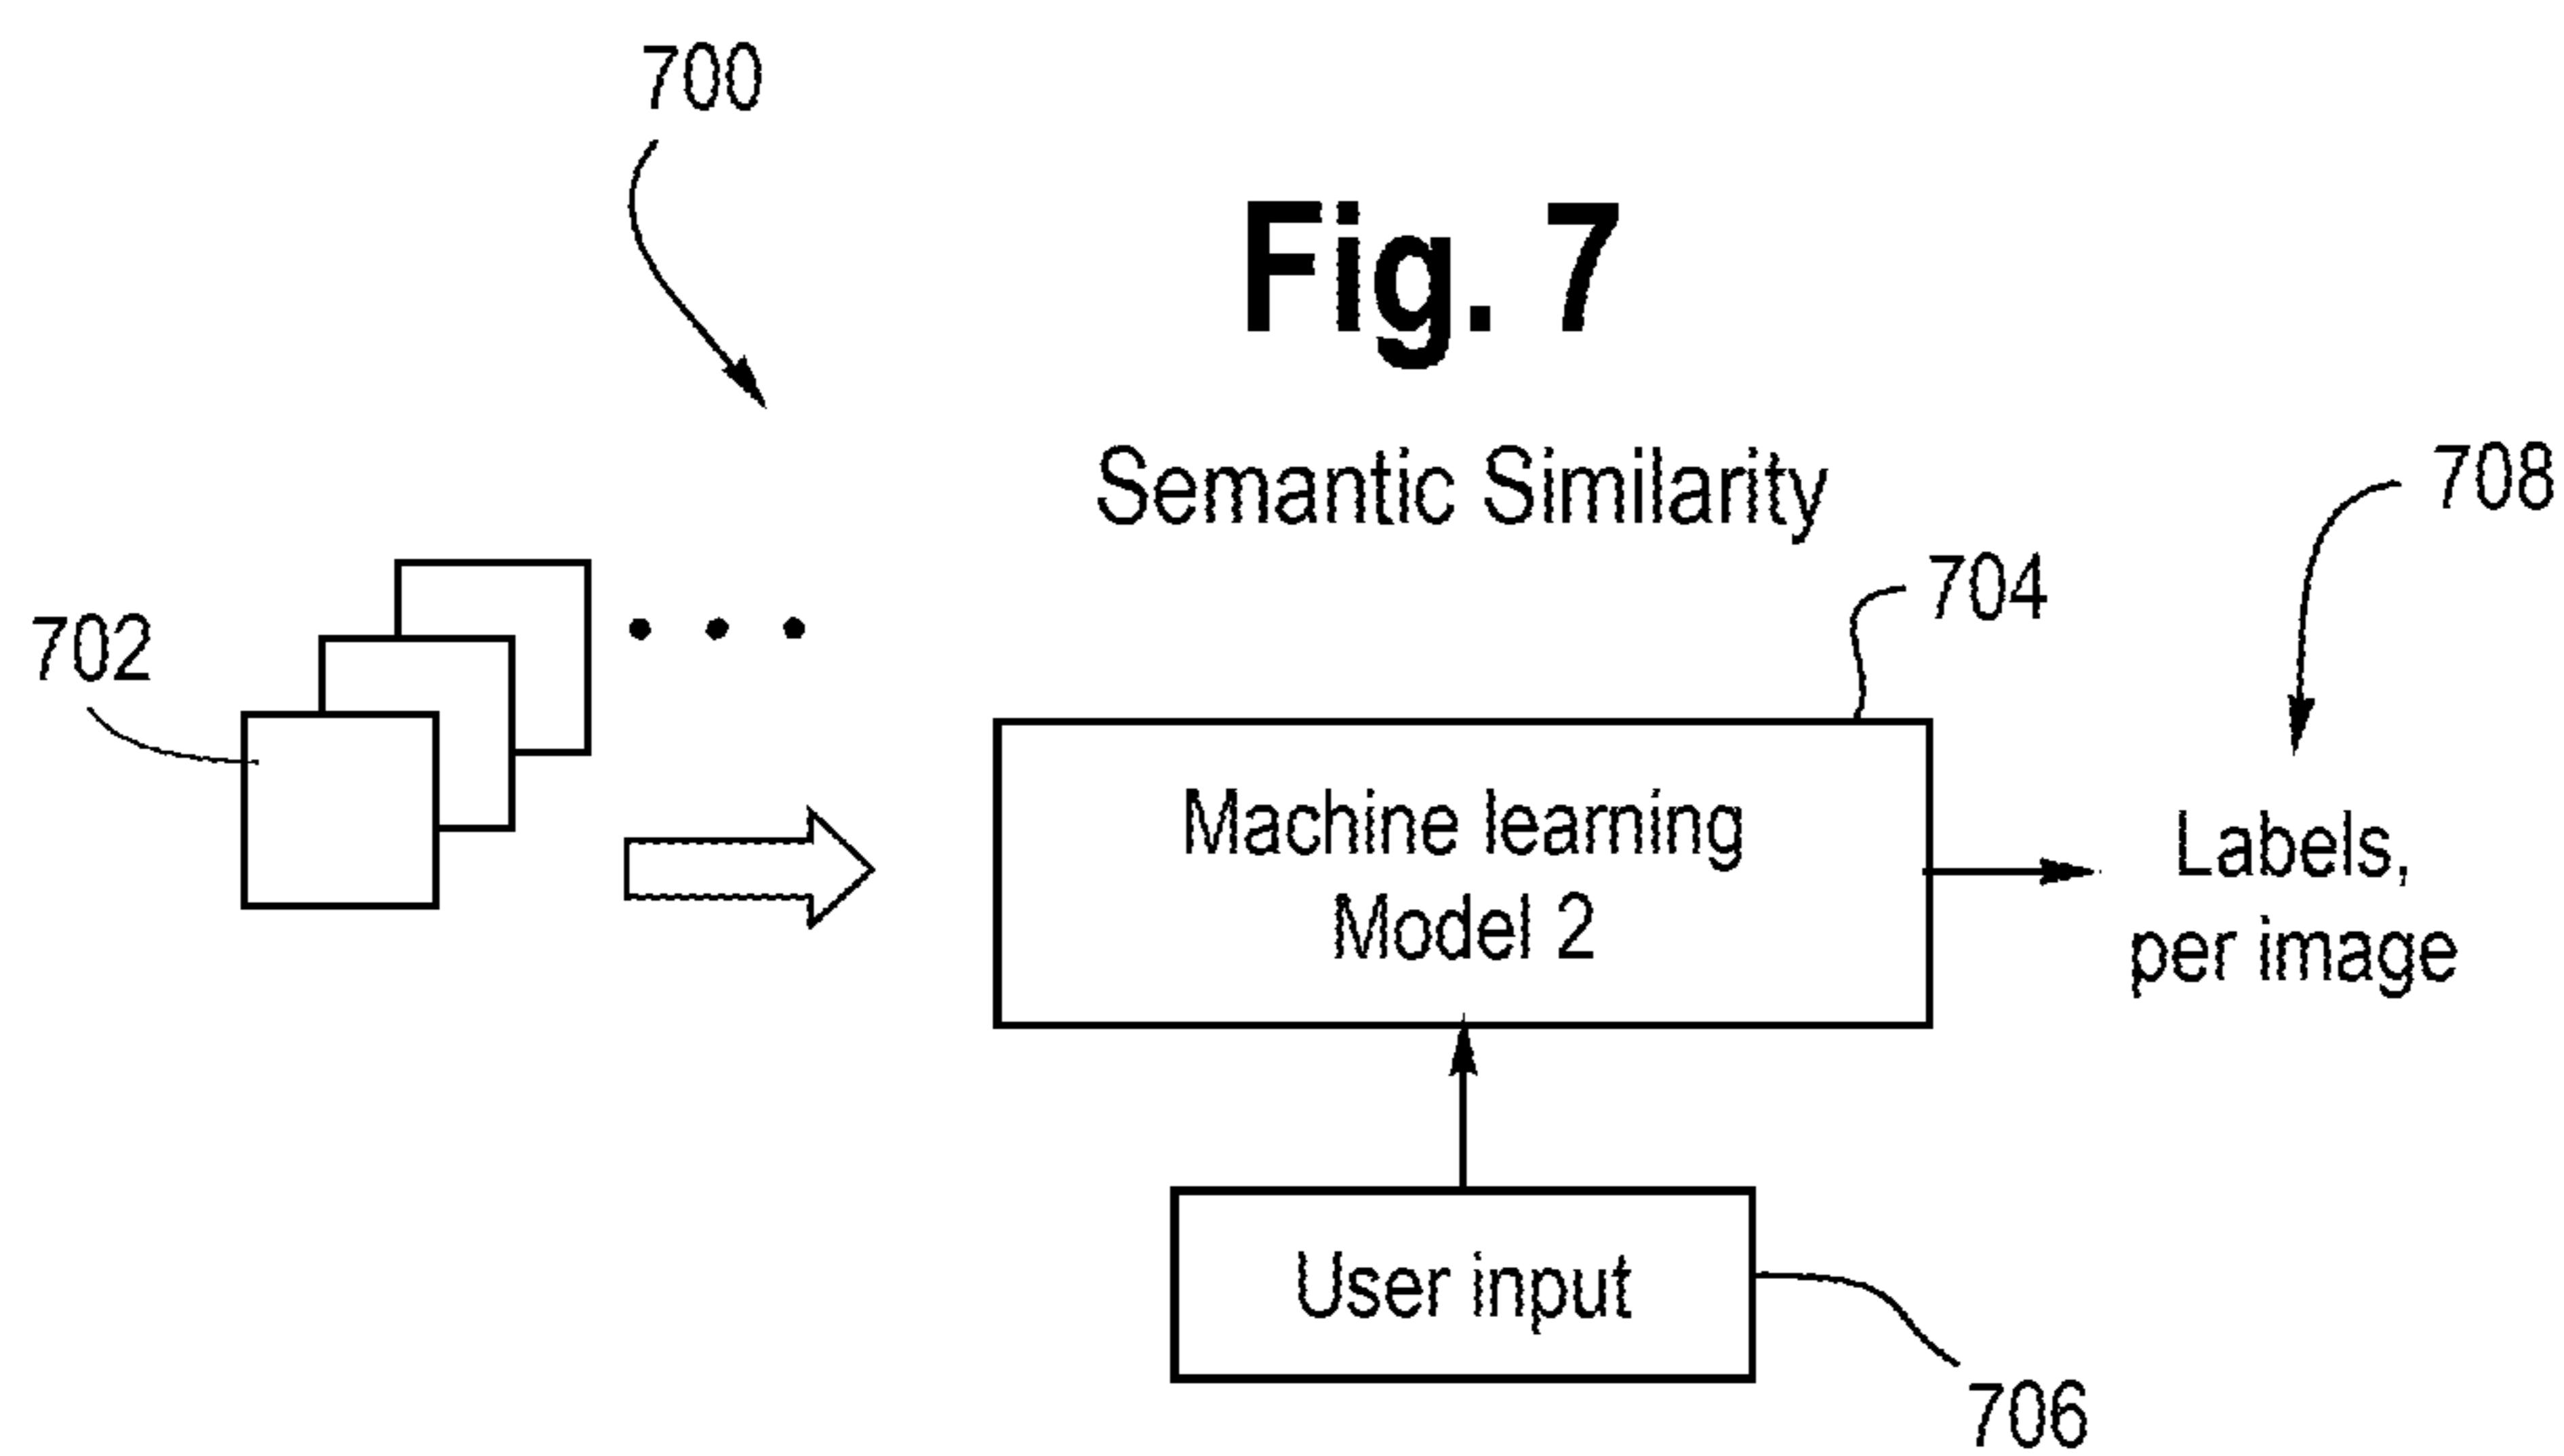 700
Fig. 7
Semantic Similarity
708
704
702
Machine learning
Model 2
Labels,
per image
User input
706